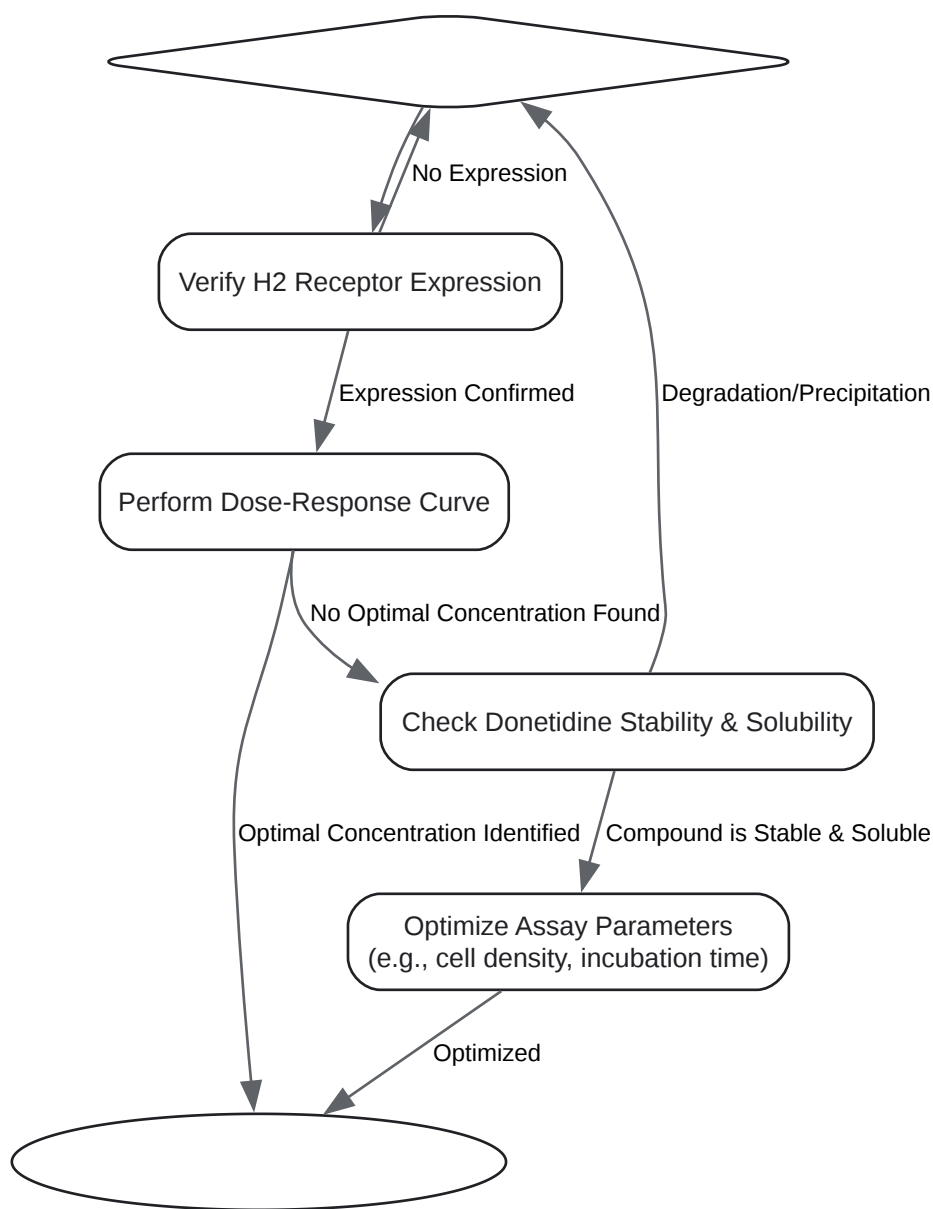 No Expression
Verify H2 Receptor Expression
Expression Confirmed
Degradation/Precipitation
Perform Dose-Response Curve
No Optimal Concentration Found
Check Donetidine Stability & Solubility
Optimal Concentration Identified
Compound is Stable & Soluble
Optimize Assay Parameters
(e.g., cell density, incubation time)
Optimized